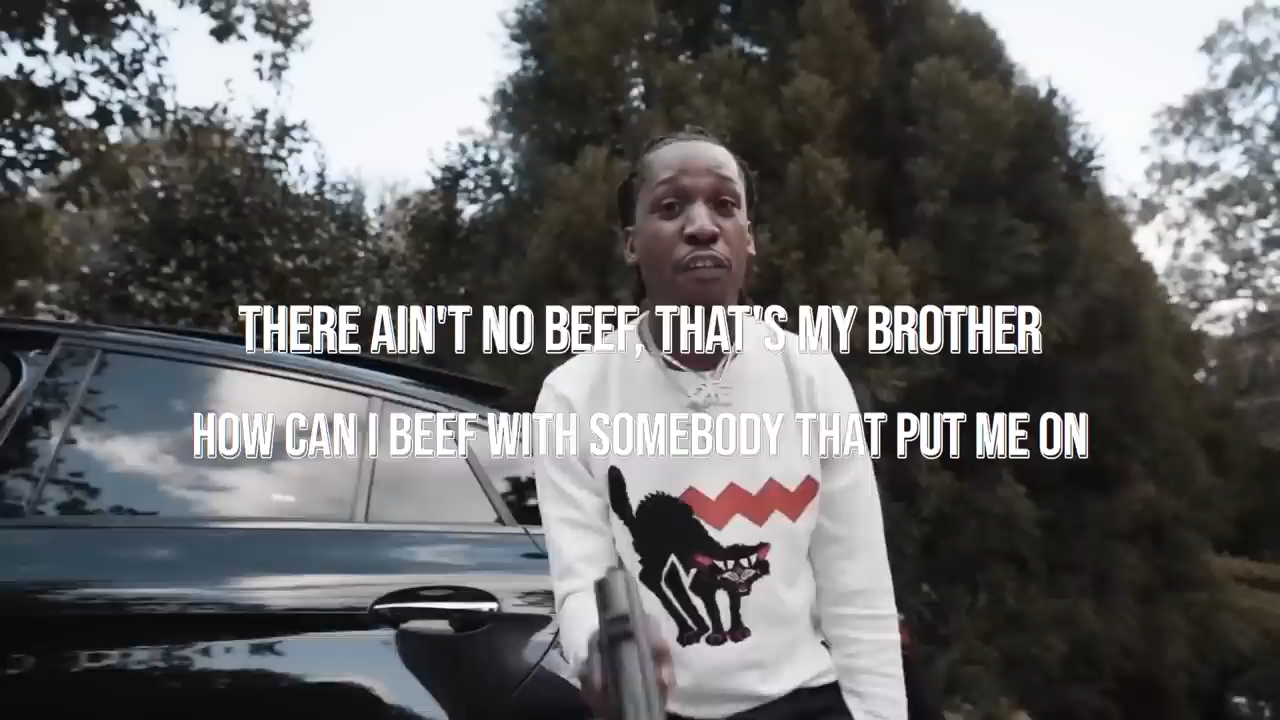 THERE AIN'T NO BEEF, THAT'S MY BROTHER
HOW CAN I BEEF WITH SOMEBODY THAT PUT ME ON